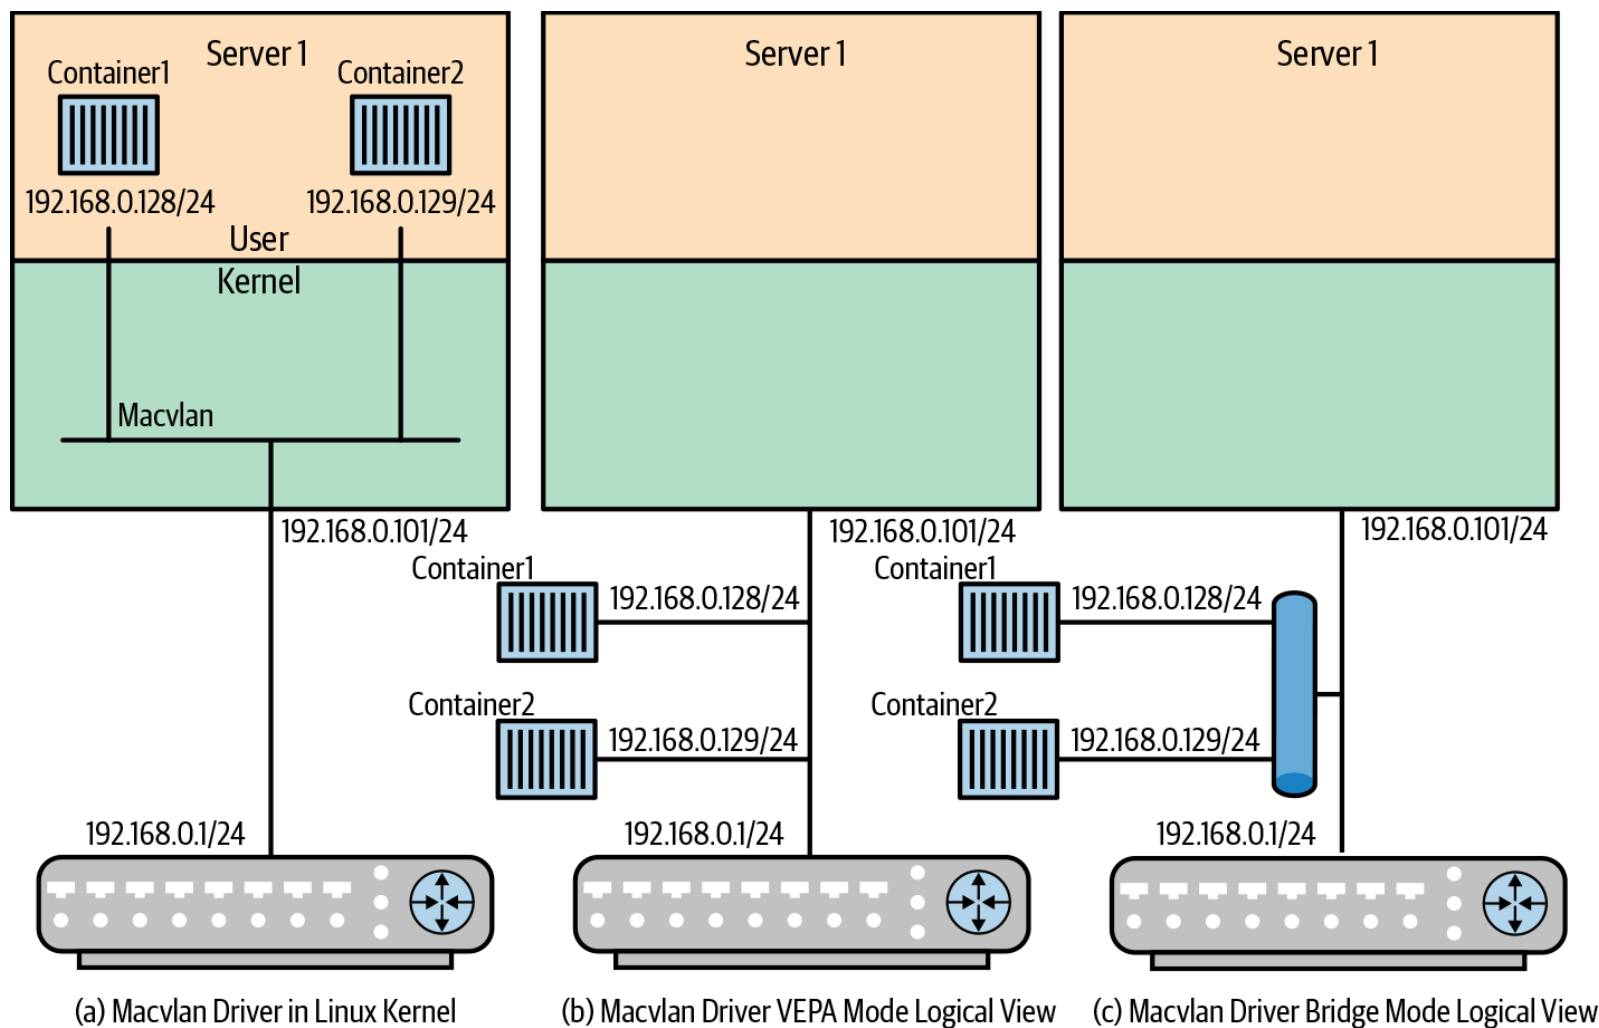 Server 1
Container1
Container2
192.168.0.128/24
192.168.0.129/24
User
Kernel
Macvlan
192.168.0.101/24
192.168.0.1/24
(a) Macvlan Driver in Linux Kernel
Server 1
192.168.0.101/24
Container1
192.168.0.128/24
Container2
192.168.0.129/24
192.168.0.1/24
(b) Macvlan Driver VEPA Mode Logical View
Server 1
192.168.0.101/24
Container1
192.168.0.128/24
Container2
192.168.0.129/24
192.168.0.1/24
(c) Macvlan Driver Bridge Mode Logical View